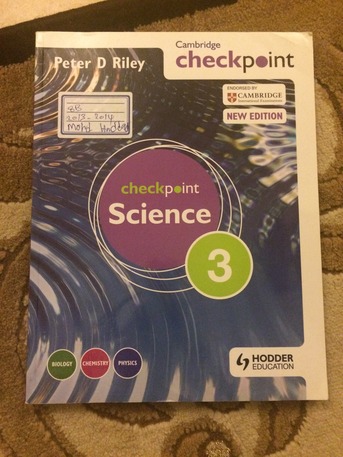 Cambridge
checkpoint
Peter D Riley
ENDORSED BY
CAMBRIDGE
International Examinations
NEW EDITION
8B
2013 - 2014
Mohd
checkpoint
Science
3
BIOLOGY
CHEMISTRY
PHYSICS
HODDER
EDUCATION